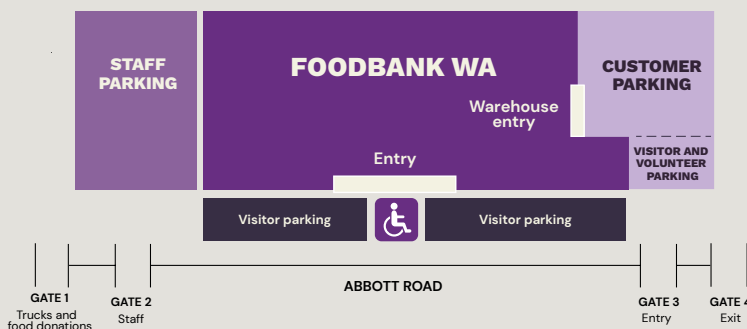 STAFF
PARKING
FOODBANK WA
CUSTOMER
PARKING
Warehouse
entry
Entry
VISITOR AND
VOLUNTEER
PARKING
Visitor parking
Visitor parking
ABBOTT ROAD
GATE 1
Trucks and
food donations
GATE 2
Staff
GATE 3
Entry
GATE 4
Exit